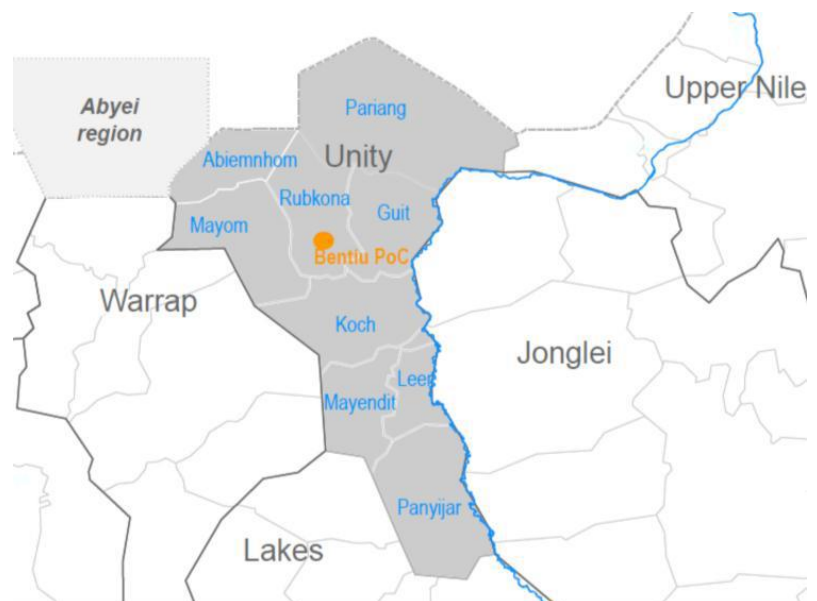 Upper Nile
Abyei
region
Pariang
Abiemnhom
Unity
Rubkona
Guit
Mayom
Bentiu PoC
Warrap
Koch
Jonglei
Leer
Mayendit
Panyijar
Lakes